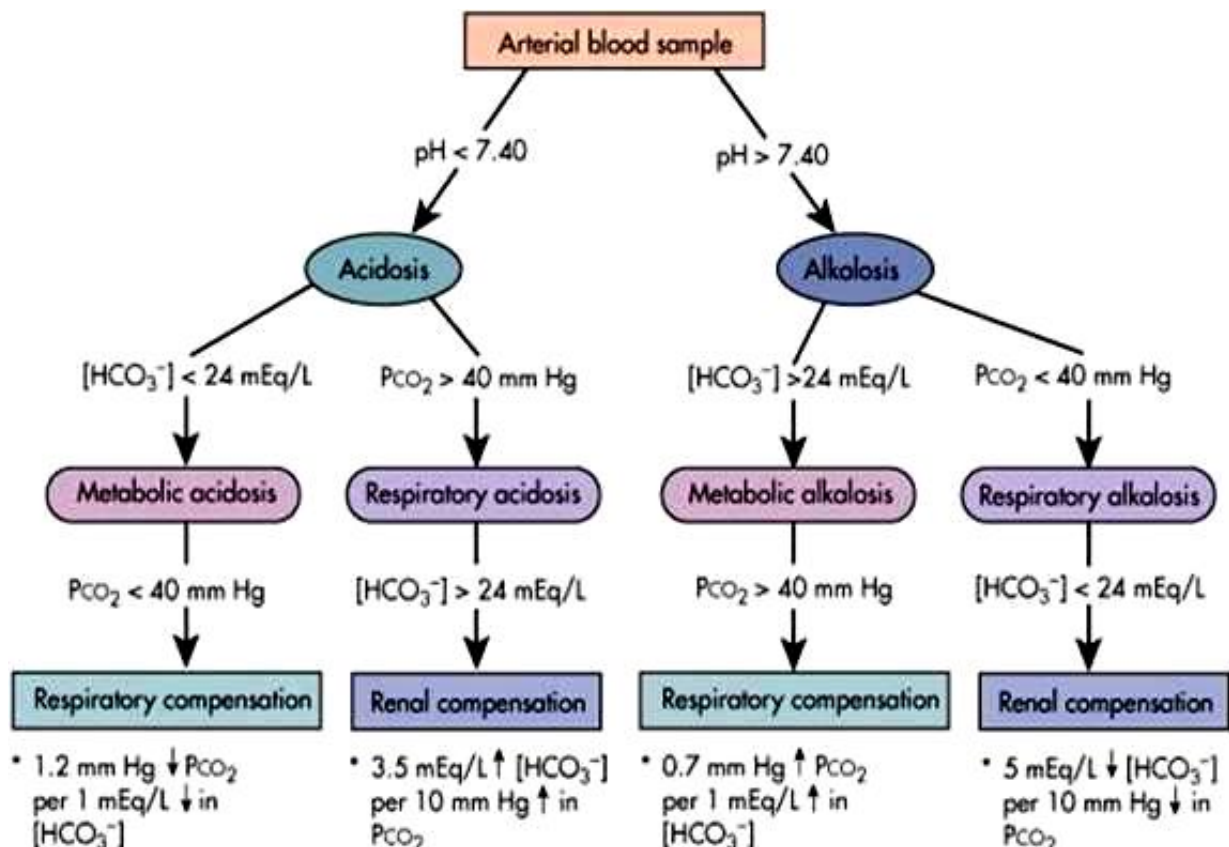 Arterial blood sample
pH < 7.40
pH > 7.40
Acidosis
Alkalosis
[HCO₃⁻] < 24 mEq/L
PCO₂ > 40 mm Hg
[HCO₃⁻] >24 mEq/L
PCO₂ < 40 mm Hg
Metabolic acidosis
Respiratory acidosis
Metabolic alkalosis
Respiratory alkalosis
PCO₂ < 40 mm Hg
[HCO₃⁻] > 24 mEq/L
PCO₂ > 40 mm Hg
[HCO₃⁻] < 24 mEq/L
Respiratory compensation
Renal compensation
Respiratory compensation
Renal compensation
* 1.2 mm Hg ↓ PCO₂
per 1 mEq/L ↓ in
[HCO₃⁻]
* 3.5 mEq/L ↑ [HCO₃⁻]
per 10 mm Hg ↑ in
PCO₂
* 0.7 mm Hg ↑ PCO₂
per 1 mEq/L ↑ in
[HCO₃⁻]
* 5 mEq/L ↓ [HCO₃⁻]
per 10 mm Hg ↓ in
PCO₂